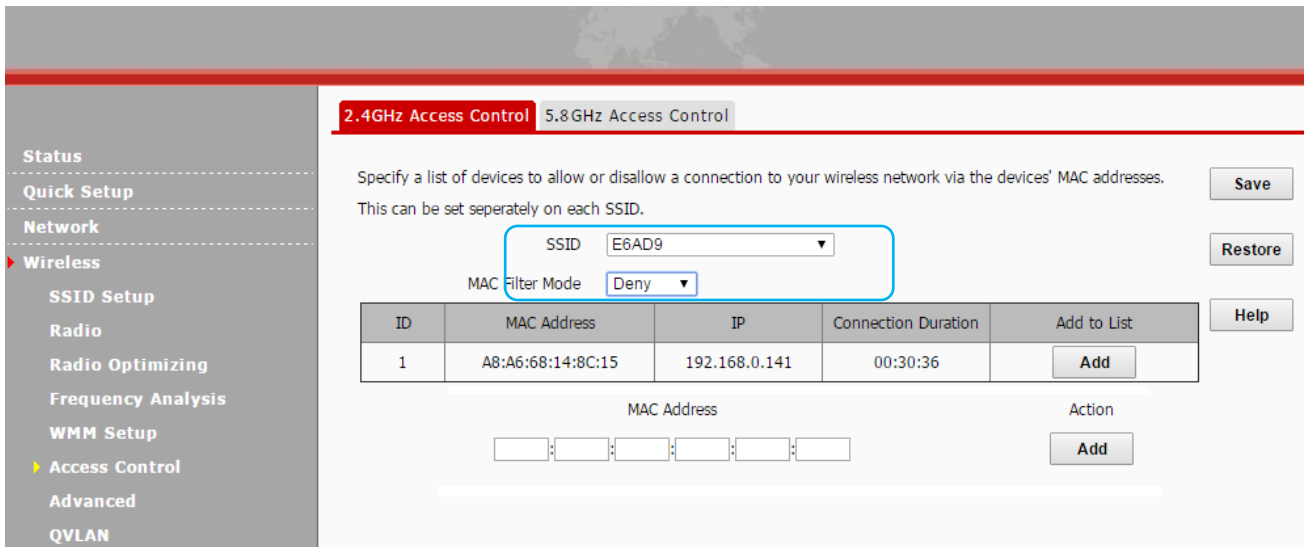 2.4GHz Access Control 5.8GHz Access Control
Status
Quick Setup
Network
Wireless
SSID Setup
Radio
Radio Optimizing
Frequency Analysis
WMM Setup
Access Control
Advanced
QVLAN
Specify a list of devices to allow or disallow a connection to your wireless network via the devices' MAC addresses.
This can be set seperately on each SSID.
SSID E6AD9
MAC Filter Mode Deny
ID MAC Address IP Connection Duration Add to List
1 A8:A6:68:14:8C:15 192.168.0.141 00:30:36 Add
MAC Address Action
: : : : : Add
Save
Restore
Help